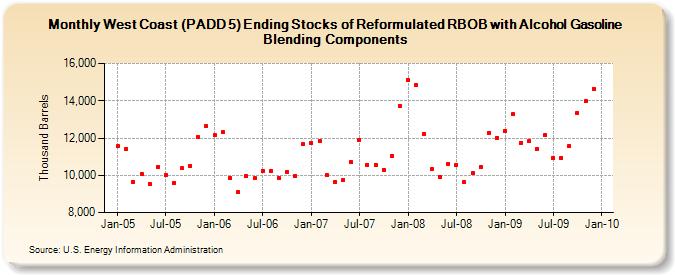 Monthly West Coast (PADD 5) Ending Stocks of Reformulated RBOB with Alcohol Gasoline
Blending Components
Thousand Barrels
16,000
14,000
12,000
10,000
8,000
Jan-05 Jul-05 Jan-06 Jul-06 Jan-07 Jul-07 Jan-08 Jul-08 Jan-09 Jul-09 Jan-10
Source: U.S. Energy Information Administration